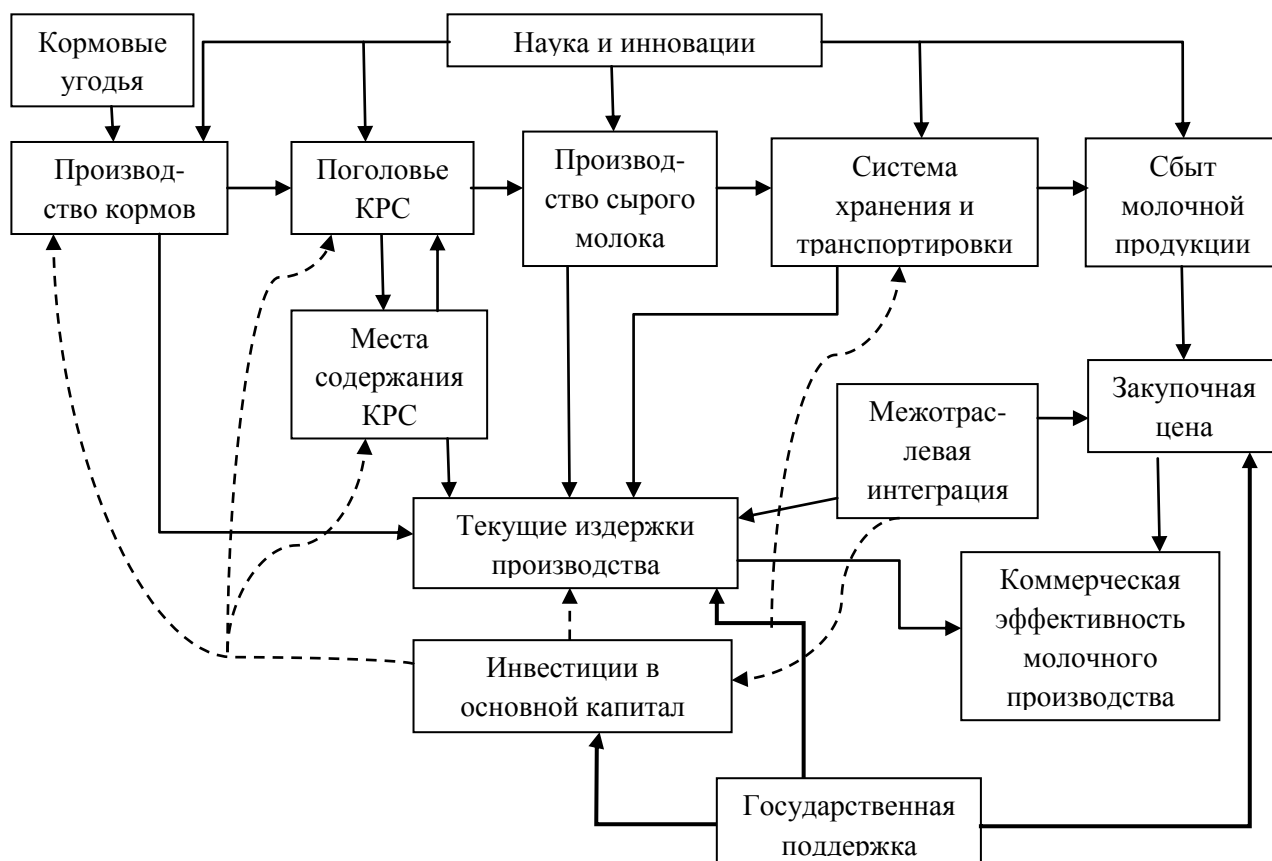 Кормовые
угодья
Наука и инновации
Производ-
ство кормов
Поголовье
КРС
Производ-
ство сырого
молока
Система
хранения и
транспортировки
Сбыт
молочной
продукции
Места
содержания
КРС
Межотрас-
левая
интеграция
Закупочная
цена
Текущие издержки
производства
Коммерческая
эффективность
молочного
производства
Инвестиции в
основной капитал
Государственная
поддержка